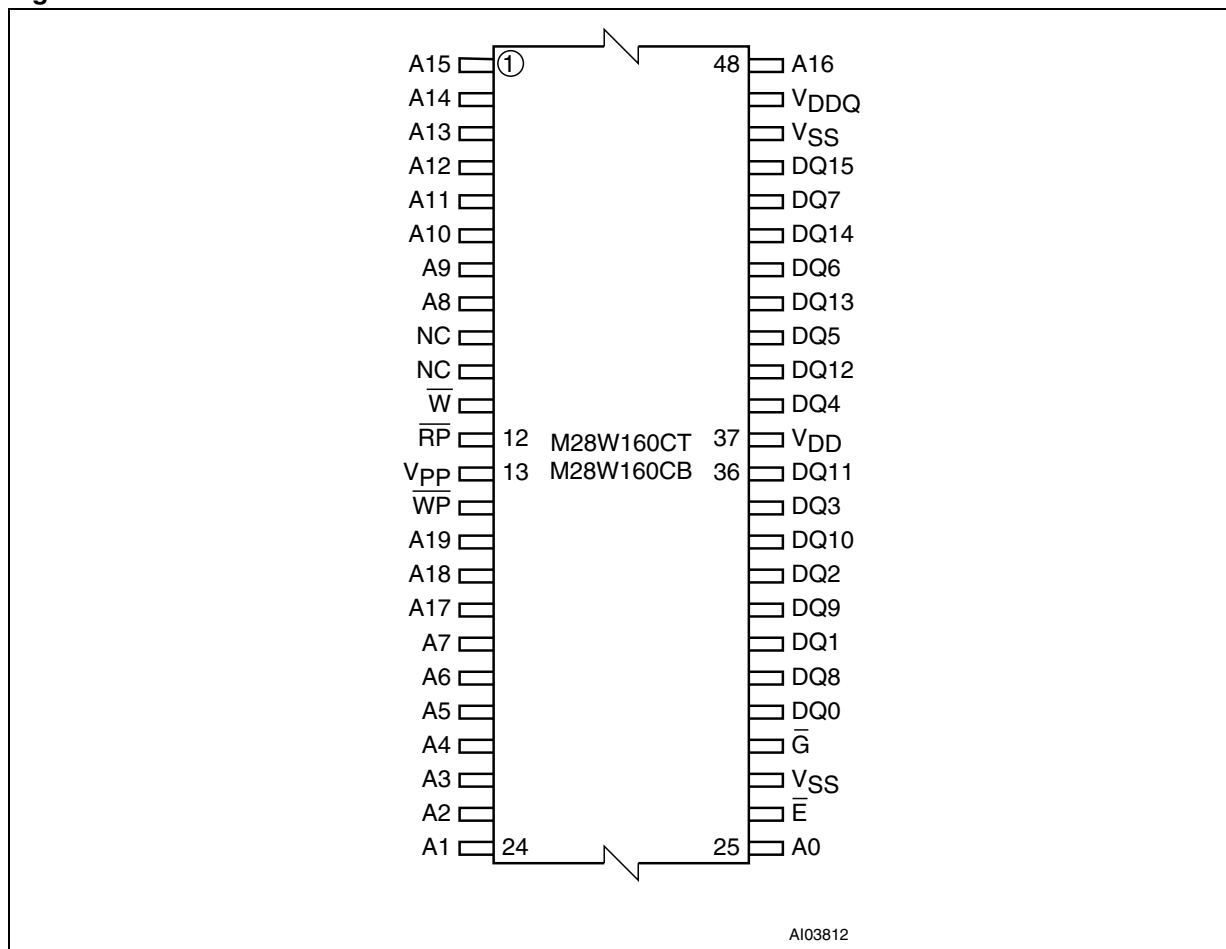 A15 1 48 A16
A14 VDDQ
A13 VSS
A12 DQ15
A11 DQ7
A10 DQ14
A9 DQ6
A8 DQ13
NC DQ5
NC DQ12
W̅ DQ4
R̅P̅ 12 M28W160CT 37 VDD
VPP 13 M28W160CB 36 DQ11
W̅P̅ DQ3
A19 DQ10
A18 DQ2
A17 DQ9
A7 DQ1
A6 DQ8
A5 DQ0
A4 G̅
A3 VSS
A2 E̅
A1 24 25 A0
AI03812